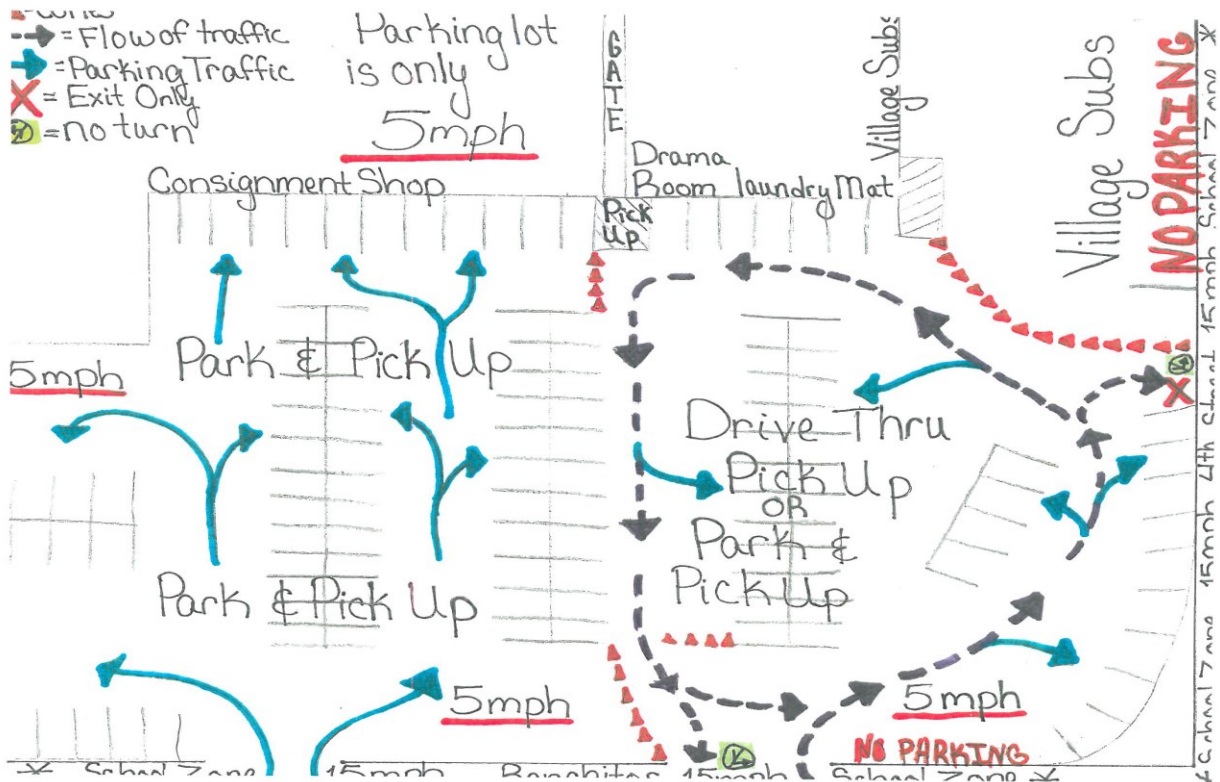 = Flow of traffic
= Parking Traffic
= Exit Only
= no turn
Parking lot
is only
5mph
GATE
Village Subs
Village Subs
NO PARKING
Drama
Room laundry Mat
Consignment Shop
Pick
Up
Park & Pick Up
5mph
Drive Thru
Pick Up
OR
Park &
Pick Up
Park & Pick Up
5mph
5mph
NO PARKING
School Zone 15mph 15mph School Zone
School Zone 15mph 4th Street 15mph School Zone